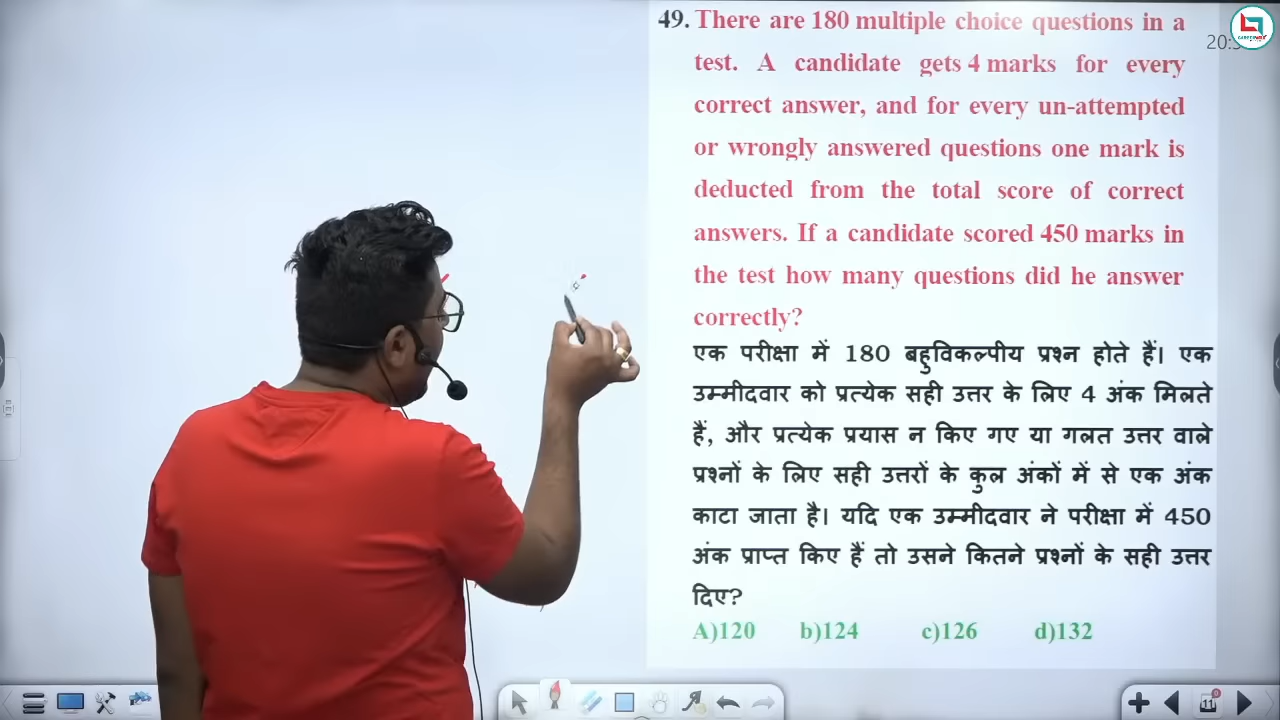 49. There are 180 multiple choice questions in a
test. A candidate gets 4 marks for every
correct answer, and for every un-attempted
or wrongly answered questions one mark is
deducted from the total score of correct
answers. If a candidate scored 450 marks in
the test how many questions did he answer
correctly?
एक परीक्षा में 180 बहुविकल्पीय प्रश्न होते हैं। एक
उम्मीदवार को प्रत्येक सही उत्तर के लिए 4 अंक मिलते
हैं, और प्रत्येक प्रयास न किए गए या गलत उत्तर वाले
प्रश्नों के लिए सही उत्तरों के कुल अंकों में से एक अंक
काटा जाता है। यदि एक उम्मीदवार ने परीक्षा में 450
अंक प्राप्त किए हैं तो उसने कितने प्रश्नों के सही उत्तर
दिए?
A)120 b)124 c)126 d)132
11